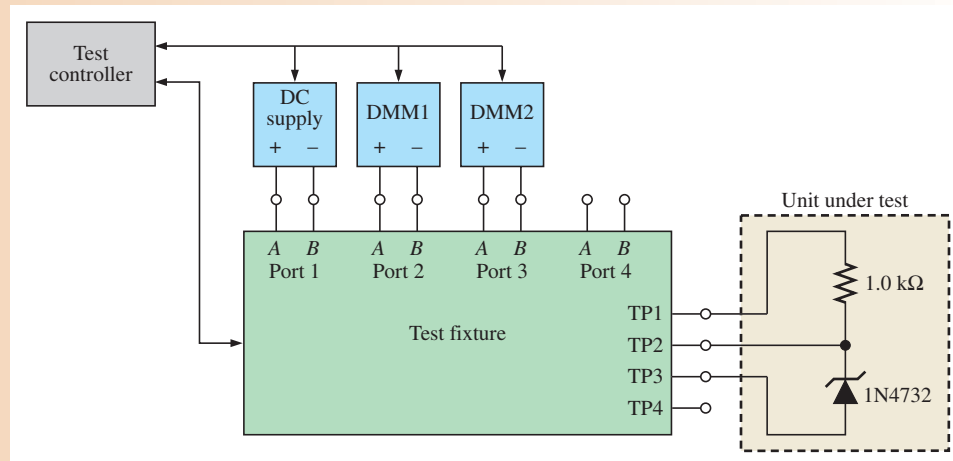 Test
controller
DC
supply
+ –
DMM1
+ –
DMM2
+ –
A B
Port 1
A B
Port 2
A B
Port 3
A B
Port 4
Test fixture
TP1
TP2
TP3
TP4
Unit under test
1.0 kΩ
1N4732